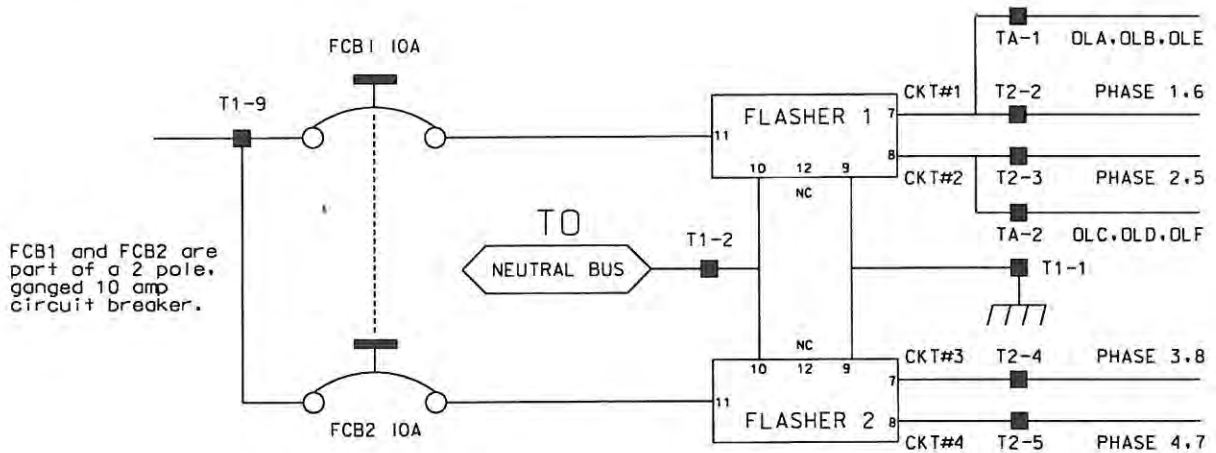 FCB1 10A
T1-9
TA-1 OLA.OLB.OLE
CKT#1 T2-2 PHASE 1.6
FLASHER 1
11
7
8
10 12 9
NC
CKT#2 T2-3 PHASE 2.5
TA-2 OLC.OLD.OLF
TO
NEUTRAL BUS
T1-2
T1-1
FCB1 and FCB2 are
part of a 2 pole.
ganged 10 amp
circuit breaker.
NC
10 12 9
CKT#3 T2-4 PHASE 3.8
11
7
FLASHER 2
8
FCB2 10A
CKT#4 T2-5 PHASE 4.7